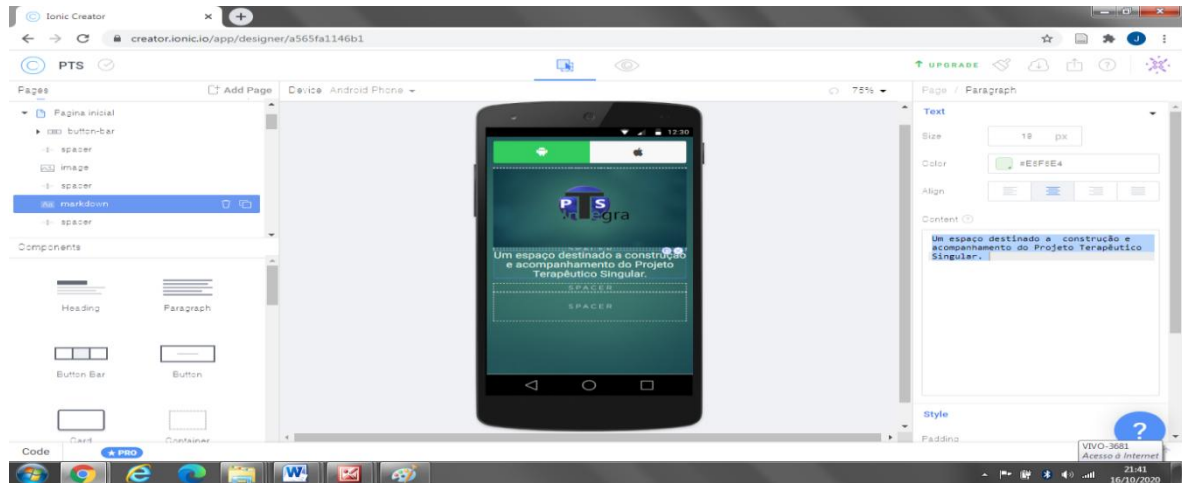 Ionic Creator
creator.ionic.io/app/designer/a565fa1146b1
J
PTS
UPGRADE
Pages
Add Page
Device Android Phone
75%
Page / Paragraph
Pagina inicial
button-bar
spacer
image
spacer
markdown
spacer
Components
Heading
Paragraph
Button Bar
Button
Card
Container
12:30
PTS
Integra
SPACER
Um espaço destinado a construção
e acompanhamento do Projeto
Terapêutico Singular.
SPACER
SPACER
Text
Size
19 px
Color
#E8F8E4
Align
Content
Um espaço destinado a construção e
acompanhamento do Projeto Terapêutico
Singular.
Style
Padding
?
Code
PRO
VIVO-3681
Acesso à Internet
21:41
16/10/2020